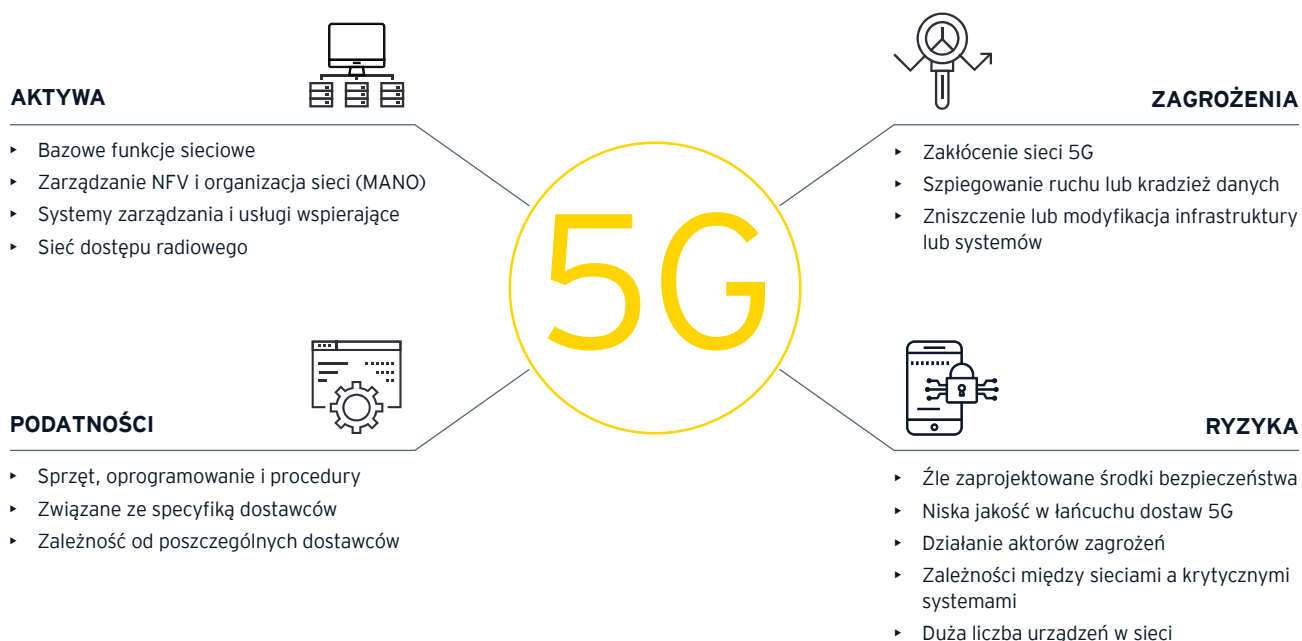 AKTYWA
▸ Bazowe funkcje sieciowe
▸ Zarządzanie NFV i organizacja sieci (MANO)
▸ Systemy zarządzania i usługi wspierające
▸ Sieć dostępu radiowego
ZAGROŻENIA
▸ Zakłócenie sieci 5G
▸ Szpiegowanie ruchu lub kradzież danych
▸ Zniszczenie lub modyfikacja infrastruktury
lub systemów
5G
PODATNOŚCI
▸ Sprzęt, oprogramowanie i procedury
▸ Związane ze specyfiką dostawców
▸ Zależność od poszczególnych dostawców
RYZYKA
▸ Źle zaprojektowane środki bezpieczeństwa
▸ Niska jakość w łańcuchu dostaw 5G
▸ Działanie aktorów zagrożeń
▸ Zależności między sieciami a krytycznymi
systemami
▸ Duża liczba urządzeń w sieci